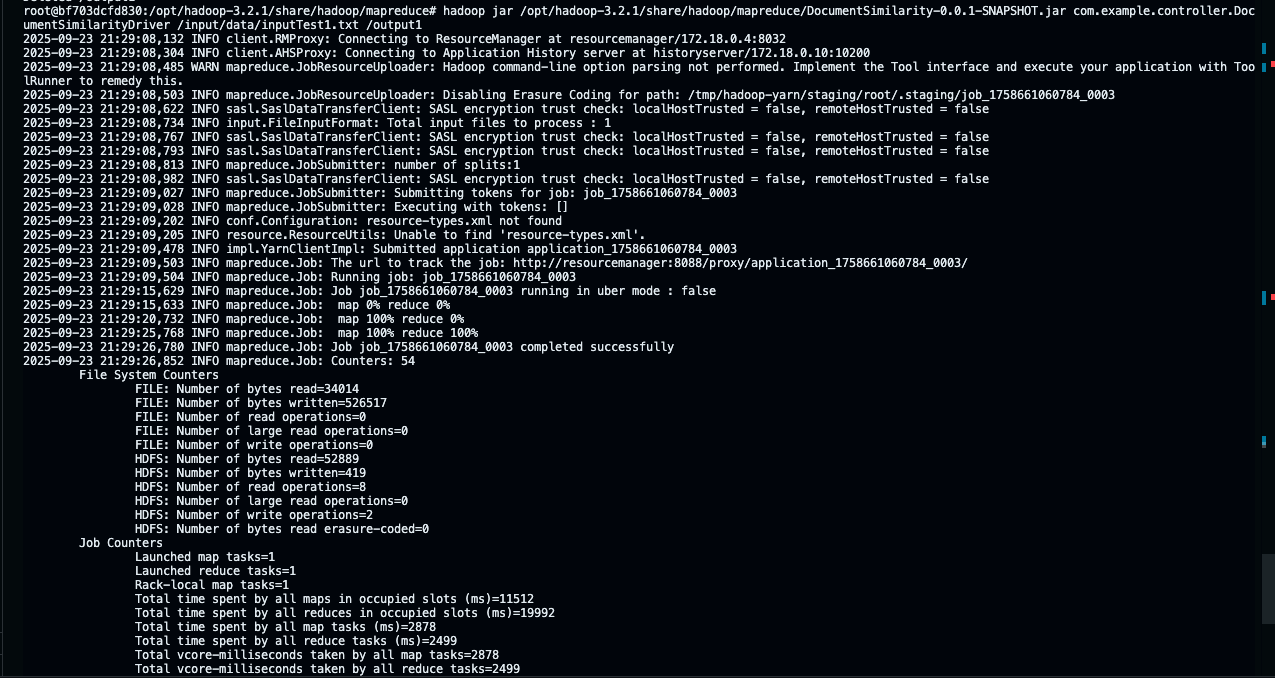 root@bf703dcfd830:/opt/hadoop-3.2.1/share/hadoop/mapreduce# hadoop jar /opt/hadoop-3.2.1/share/hadoop/mapreduce/DocumentSimilarity-0.0.1-SNAPSHOT.jar com.example.controller.Doc
umentSimilarityDriver /input/data/inputTest1.txt /output1
2025-09-23 21:29:08,132 INFO client.RMProxy: Connecting to ResourceManager at resourcemanager/172.18.0.4:8032
2025-09-23 21:29:08,304 INFO client.AHSProxy: Connecting to Application History server at historyserver/172.18.0.10:10200
2025-09-23 21:29:08,485 WARN mapreduce.JobResourceUploader: Hadoop command-line option parsing not performed. Implement the Tool interface and execute your application with Too
lRunner to remedy this.
2025-09-23 21:29:08,503 INFO mapreduce.JobResourceUploader: Disabling Erasure Coding for path: /tmp/hadoop-yarn/staging/root/.staging/job_1758661060784_0003
2025-09-23 21:29:08,622 INFO sasl.SaslDataTransferClient: SASL encryption trust check: localHostTrusted = false, remoteHostTrusted = false
2025-09-23 21:29:08,734 INFO input.FileInputFormat: Total input files to process : 1
2025-09-23 21:29:08,767 INFO sasl.SaslDataTransferClient: SASL encryption trust check: localHostTrusted = false, remoteHostTrusted = false
2025-09-23 21:29:08,793 INFO sasl.SaslDataTransferClient: SASL encryption trust check: localHostTrusted = false, remoteHostTrusted = false
2025-09-23 21:29:08,813 INFO mapreduce.JobSubmitter: number of splits:1
2025-09-23 21:29:08,982 INFO sasl.SaslDataTransferClient: SASL encryption trust check: localHostTrusted = false, remoteHostTrusted = false
2025-09-23 21:29:09,027 INFO mapreduce.JobSubmitter: Submitting tokens for job: job_1758661060784_0003
2025-09-23 21:29:09,028 INFO mapreduce.JobSubmitter: Executing with tokens: []
2025-09-23 21:29:09,202 INFO conf.Configuration: resource-types.xml not found
2025-09-23 21:29:09,205 INFO resource.ResourceUtils: Unable to find 'resource-types.xml'.
2025-09-23 21:29:09,478 INFO impl.YarnClientImpl: Submitted application application_1758661060784_0003
2025-09-23 21:29:09,503 INFO mapreduce.Job: The url to track the job: http://resourcemanager:8088/proxy/application_1758661060784_0003/
2025-09-23 21:29:09,504 INFO mapreduce.Job: Running job: job_1758661060784_0003
2025-09-23 21:29:15,629 INFO mapreduce.Job: Job job_1758661060784_0003 running in uber mode : false
2025-09-23 21:29:15,633 INFO mapreduce.Job:  map 0% reduce 0%
2025-09-23 21:29:20,732 INFO mapreduce.Job:  map 100% reduce 0%
2025-09-23 21:29:25,768 INFO mapreduce.Job:  map 100% reduce 100%
2025-09-23 21:29:26,780 INFO mapreduce.Job: Job job_1758661060784_0003 completed successfully
2025-09-23 21:29:26,852 INFO mapreduce.Job: Counters: 54
File System Counters
FILE: Number of bytes read=34014
FILE: Number of bytes written=526517
FILE: Number of read operations=0
FILE: Number of large read operations=0
FILE: Number of write operations=0
HDFS: Number of bytes read=52889
HDFS: Number of bytes written=419
HDFS: Number of read operations=8
HDFS: Number of large read operations=0
HDFS: Number of write operations=2
HDFS: Number of bytes read erasure-coded=0
Job Counters
Launched map tasks=1
Launched reduce tasks=1
Rack-local map tasks=1
Total time spent by all maps in occupied slots (ms)=11512
Total time spent by all reduces in occupied slots (ms)=19992
Total time spent by all map tasks (ms)=2878
Total time spent by all reduce tasks (ms)=2499
Total vcore-milliseconds taken by all map tasks=2878
Total vcore-milliseconds taken by all reduce tasks=2499